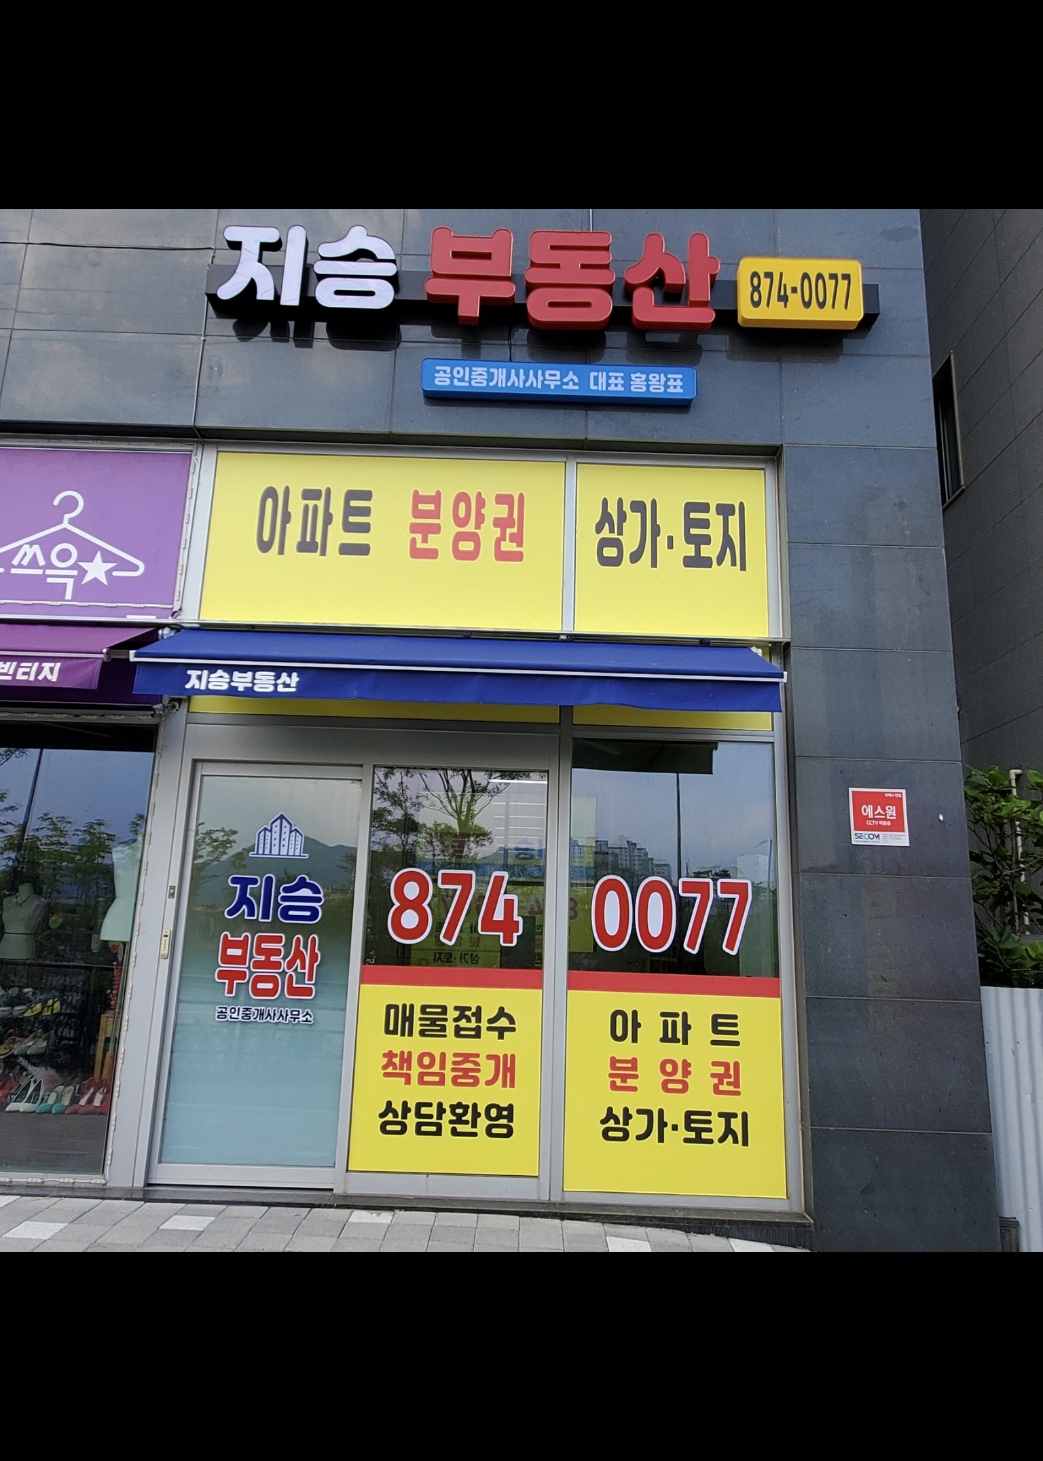 지승 부동산 874-0077
공인중개사사무소 대표 홍왕표
아파트 분양권
상가·토지
쓰윽
빈티지
지승부동산
지승
부동산
공인중개사사무소
874
0077
매물접수
책임중개
상담환영
아파트
분양권
상가·토지
에스원
SECOM